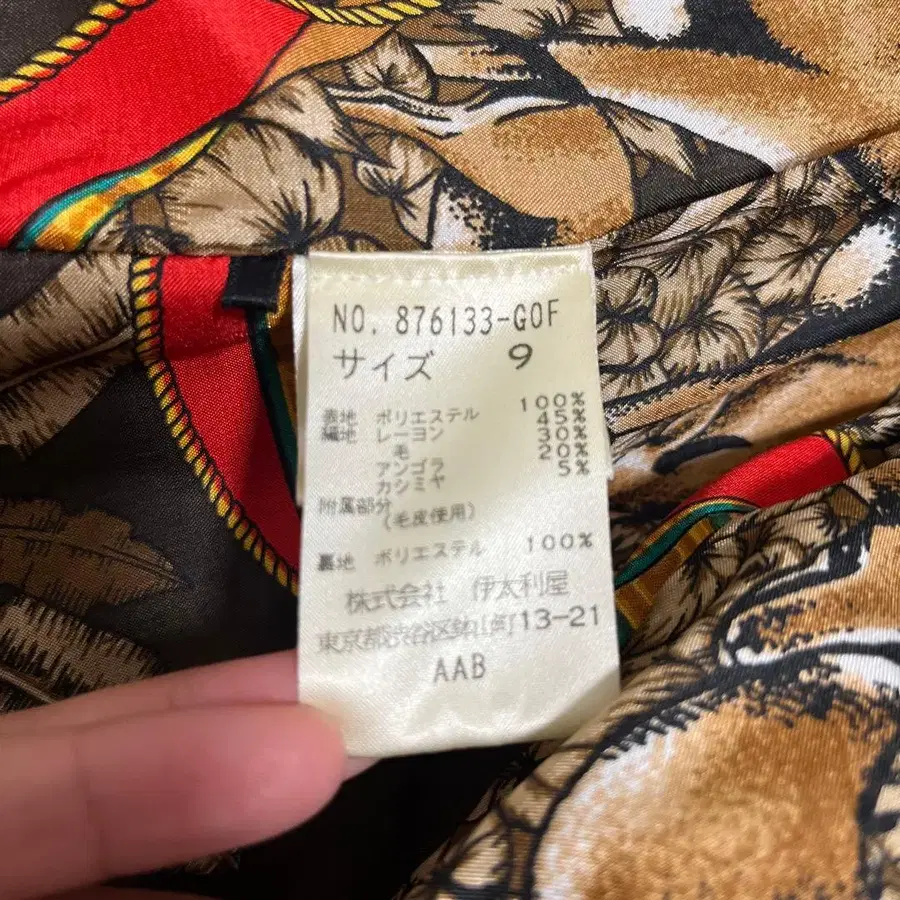 NO. 876133-GOF
サイズ 9
表地 ポリエステル 100%
編地 レーヨン 45%
毛 30%
アンゴラ 20%
カシミヤ 5%
附属部分
(毛皮使用)
裏地 ポリエステル 100%
株式会社 伊太利屋
東京都渋谷区鉢山町13-21
AAB